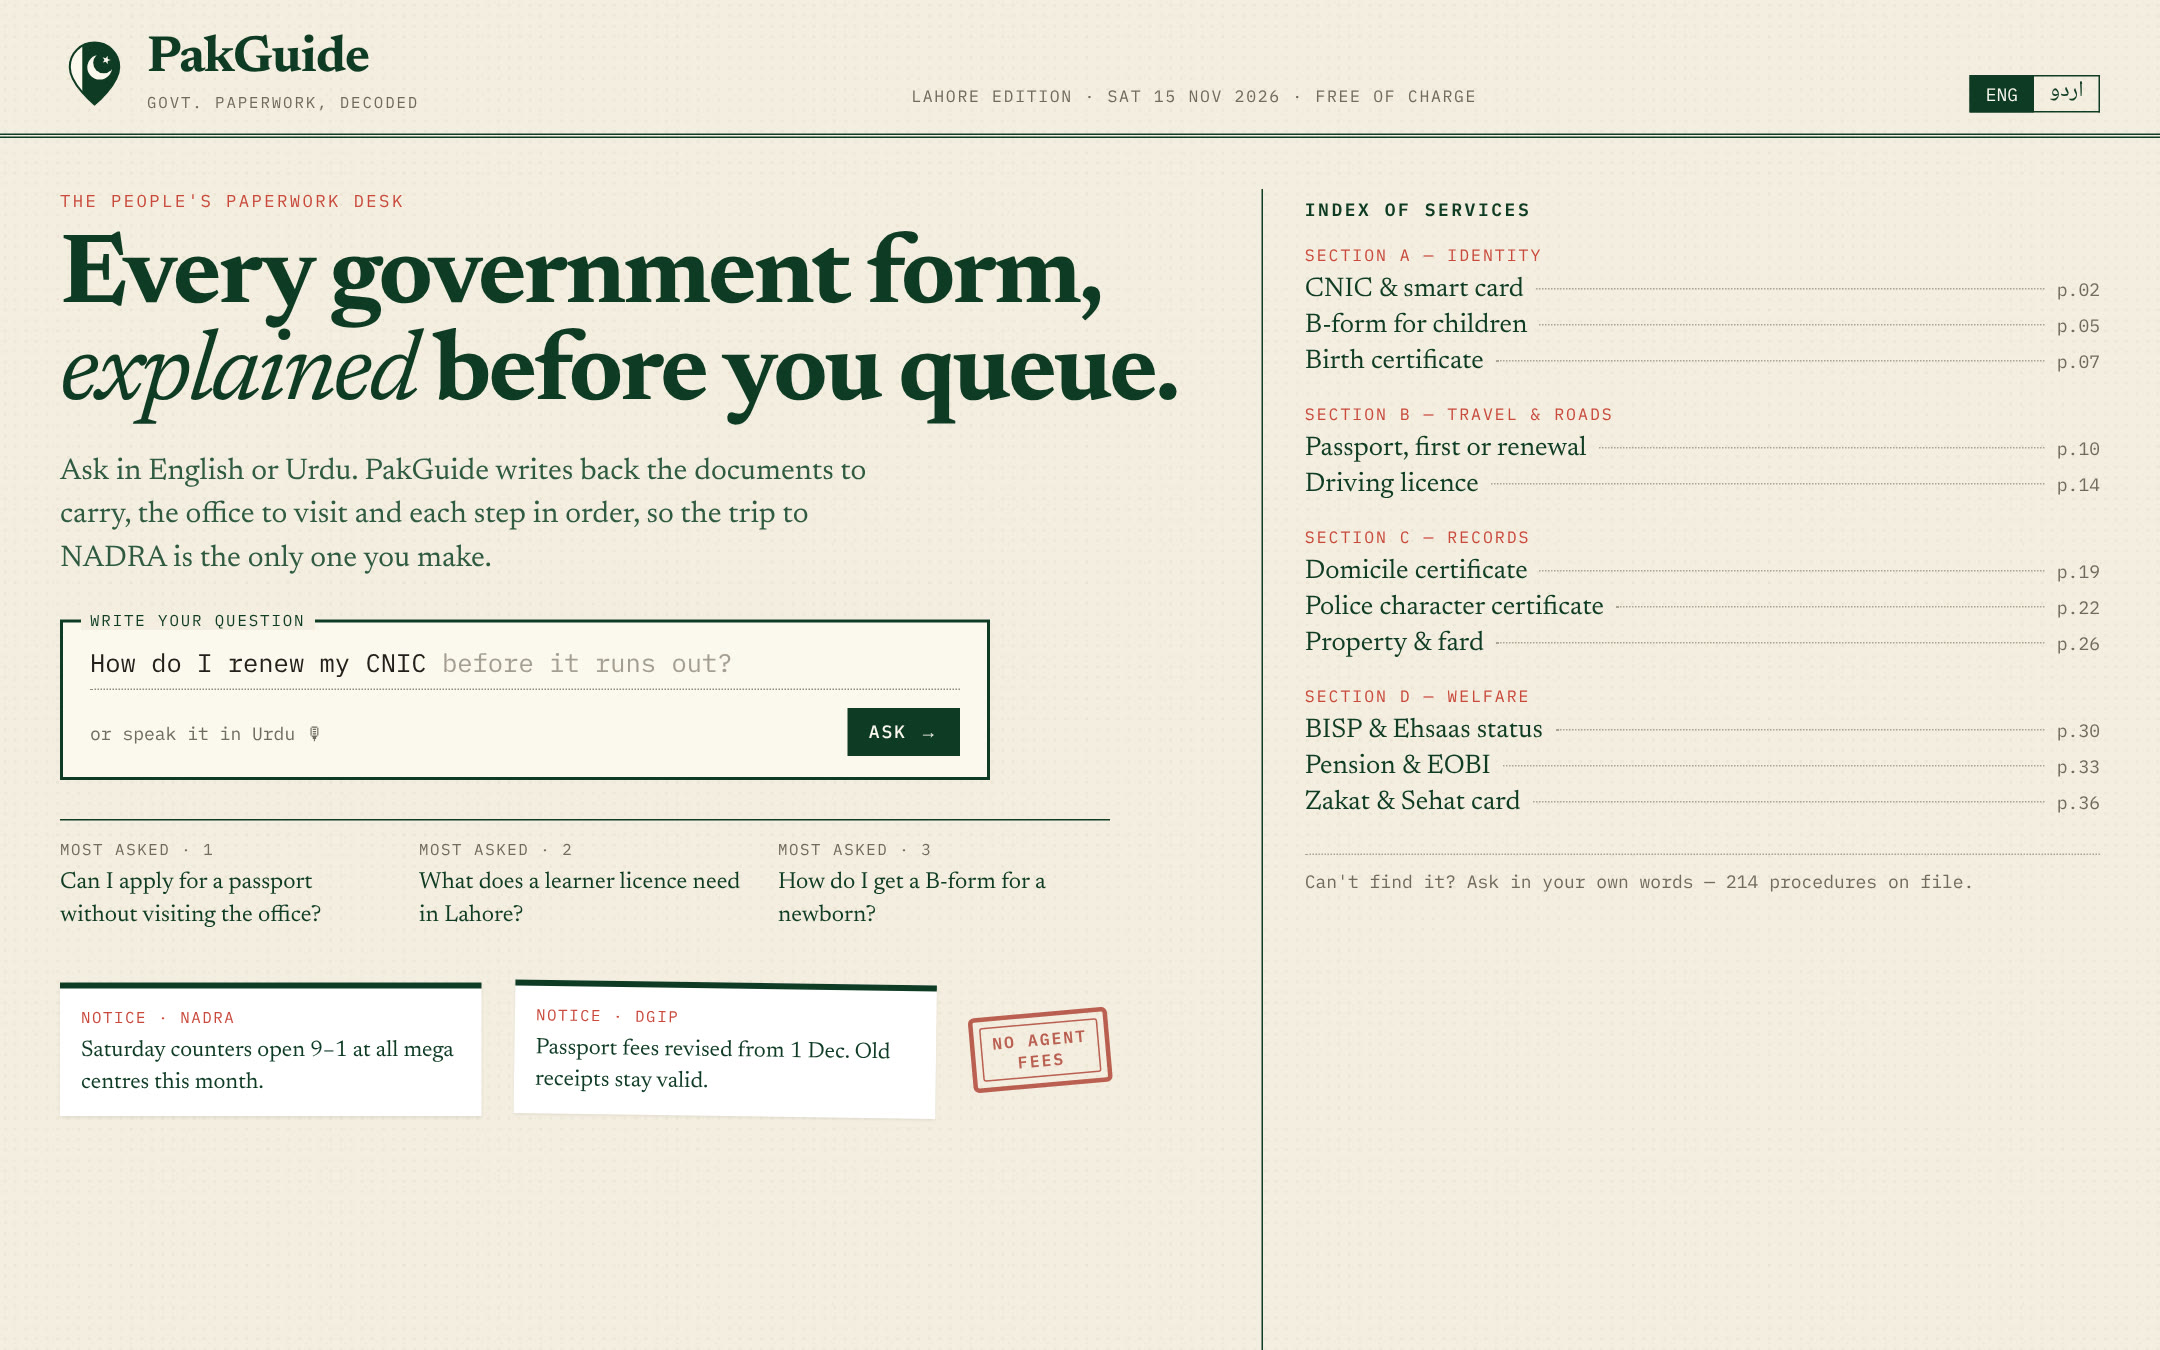 PakGuide
GOVT. PAPERWORK, DECODED
LAHORE EDITION · SAT 15 NOV 2026 · FREE OF CHARGE
ENG
اردو
THE PEOPLE'S PAPERWORK DESK
Every government form,
explained before you queue.
Ask in English or Urdu. PakGuide writes back the documents to
carry, the office to visit and each step in order, so the trip to
NADRA is the only one you make.
WRITE YOUR QUESTION
How do I renew my CNIC before it runs out?
or speak it in Urdu 🎙
ASK →
MOST ASKED · 1
Can I apply for a passport
without visiting the office?
MOST ASKED · 2
What does a learner licence need
in Lahore?
MOST ASKED · 3
How do I get a B-form for a
newborn?
NOTICE · NADRA
Saturday counters open 9–1 at all mega
centres this month.
NOTICE · DGIP
Passport fees revised from 1 Dec. Old
receipts stay valid.
NO AGENT
FEES
INDEX OF SERVICES
SECTION A — IDENTITY
CNIC & smart card p.02
B-form for children p.05
Birth certificate p.07
SECTION B — TRAVEL & ROADS
Passport, first or renewal p.10
Driving licence p.14
SECTION C — RECORDS
Domicile certificate p.19
Police character certificate p.22
Property & fard p.26
SECTION D — WELFARE
BISP & Ehsaas status p.30
Pension & EOBI p.33
Zakat & Sehat card p.36
Can't find it? Ask in your own words — 214 procedures on file.